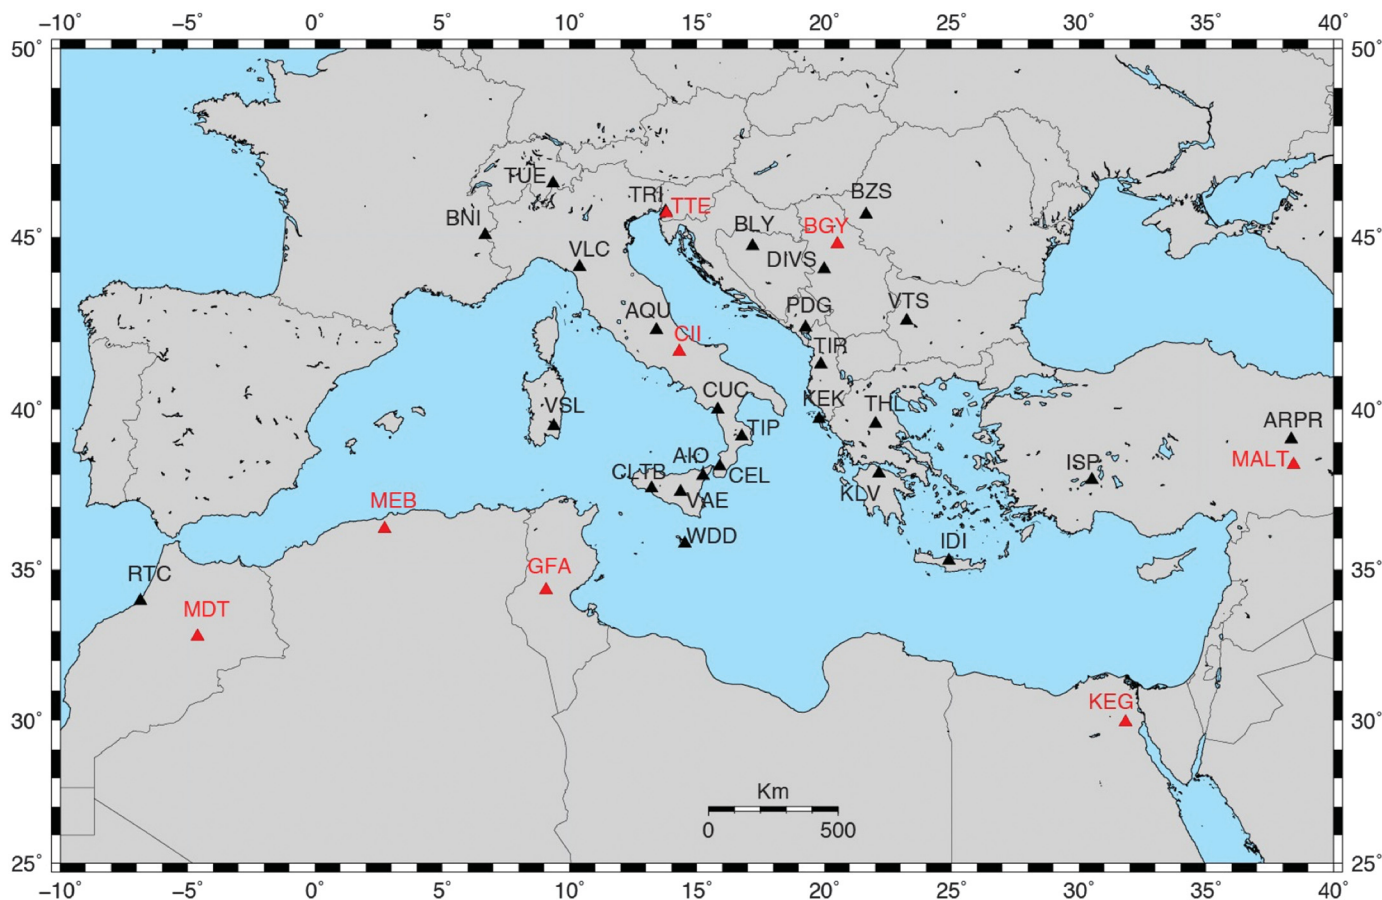 −10° −5° 0° 5° 10° 15° 20° 25° 30° 35° 40°
50° 50°
TUE
BZS
TRI TTE
BNI BLY BGY
45° 45°
VLC DIVS
AQU PDG VTS
CII
TIR
CUC KEK THL
40° VSL 40°
TIP ARPR
AIO ISP MALT
CLTB CEL
MEB VAE KLV
WDD IDI
RTC GFA
35° 35°
MDT
KEG
30° 30°
Km
0 500
25° 25°
−10° −5° 0° 5° 10° 15° 20° 25° 30° 35° 40°